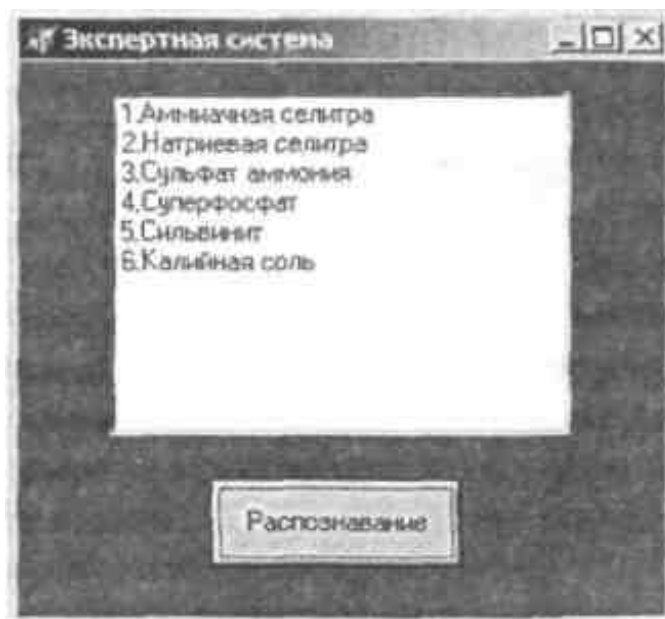 Экспертная система
1.Аммиачная селитра
2.Натриевая селитра
3.Сульфат аммония
4.Суперфосфат
5.Сильвинит
6.Калийная соль
Распознавание